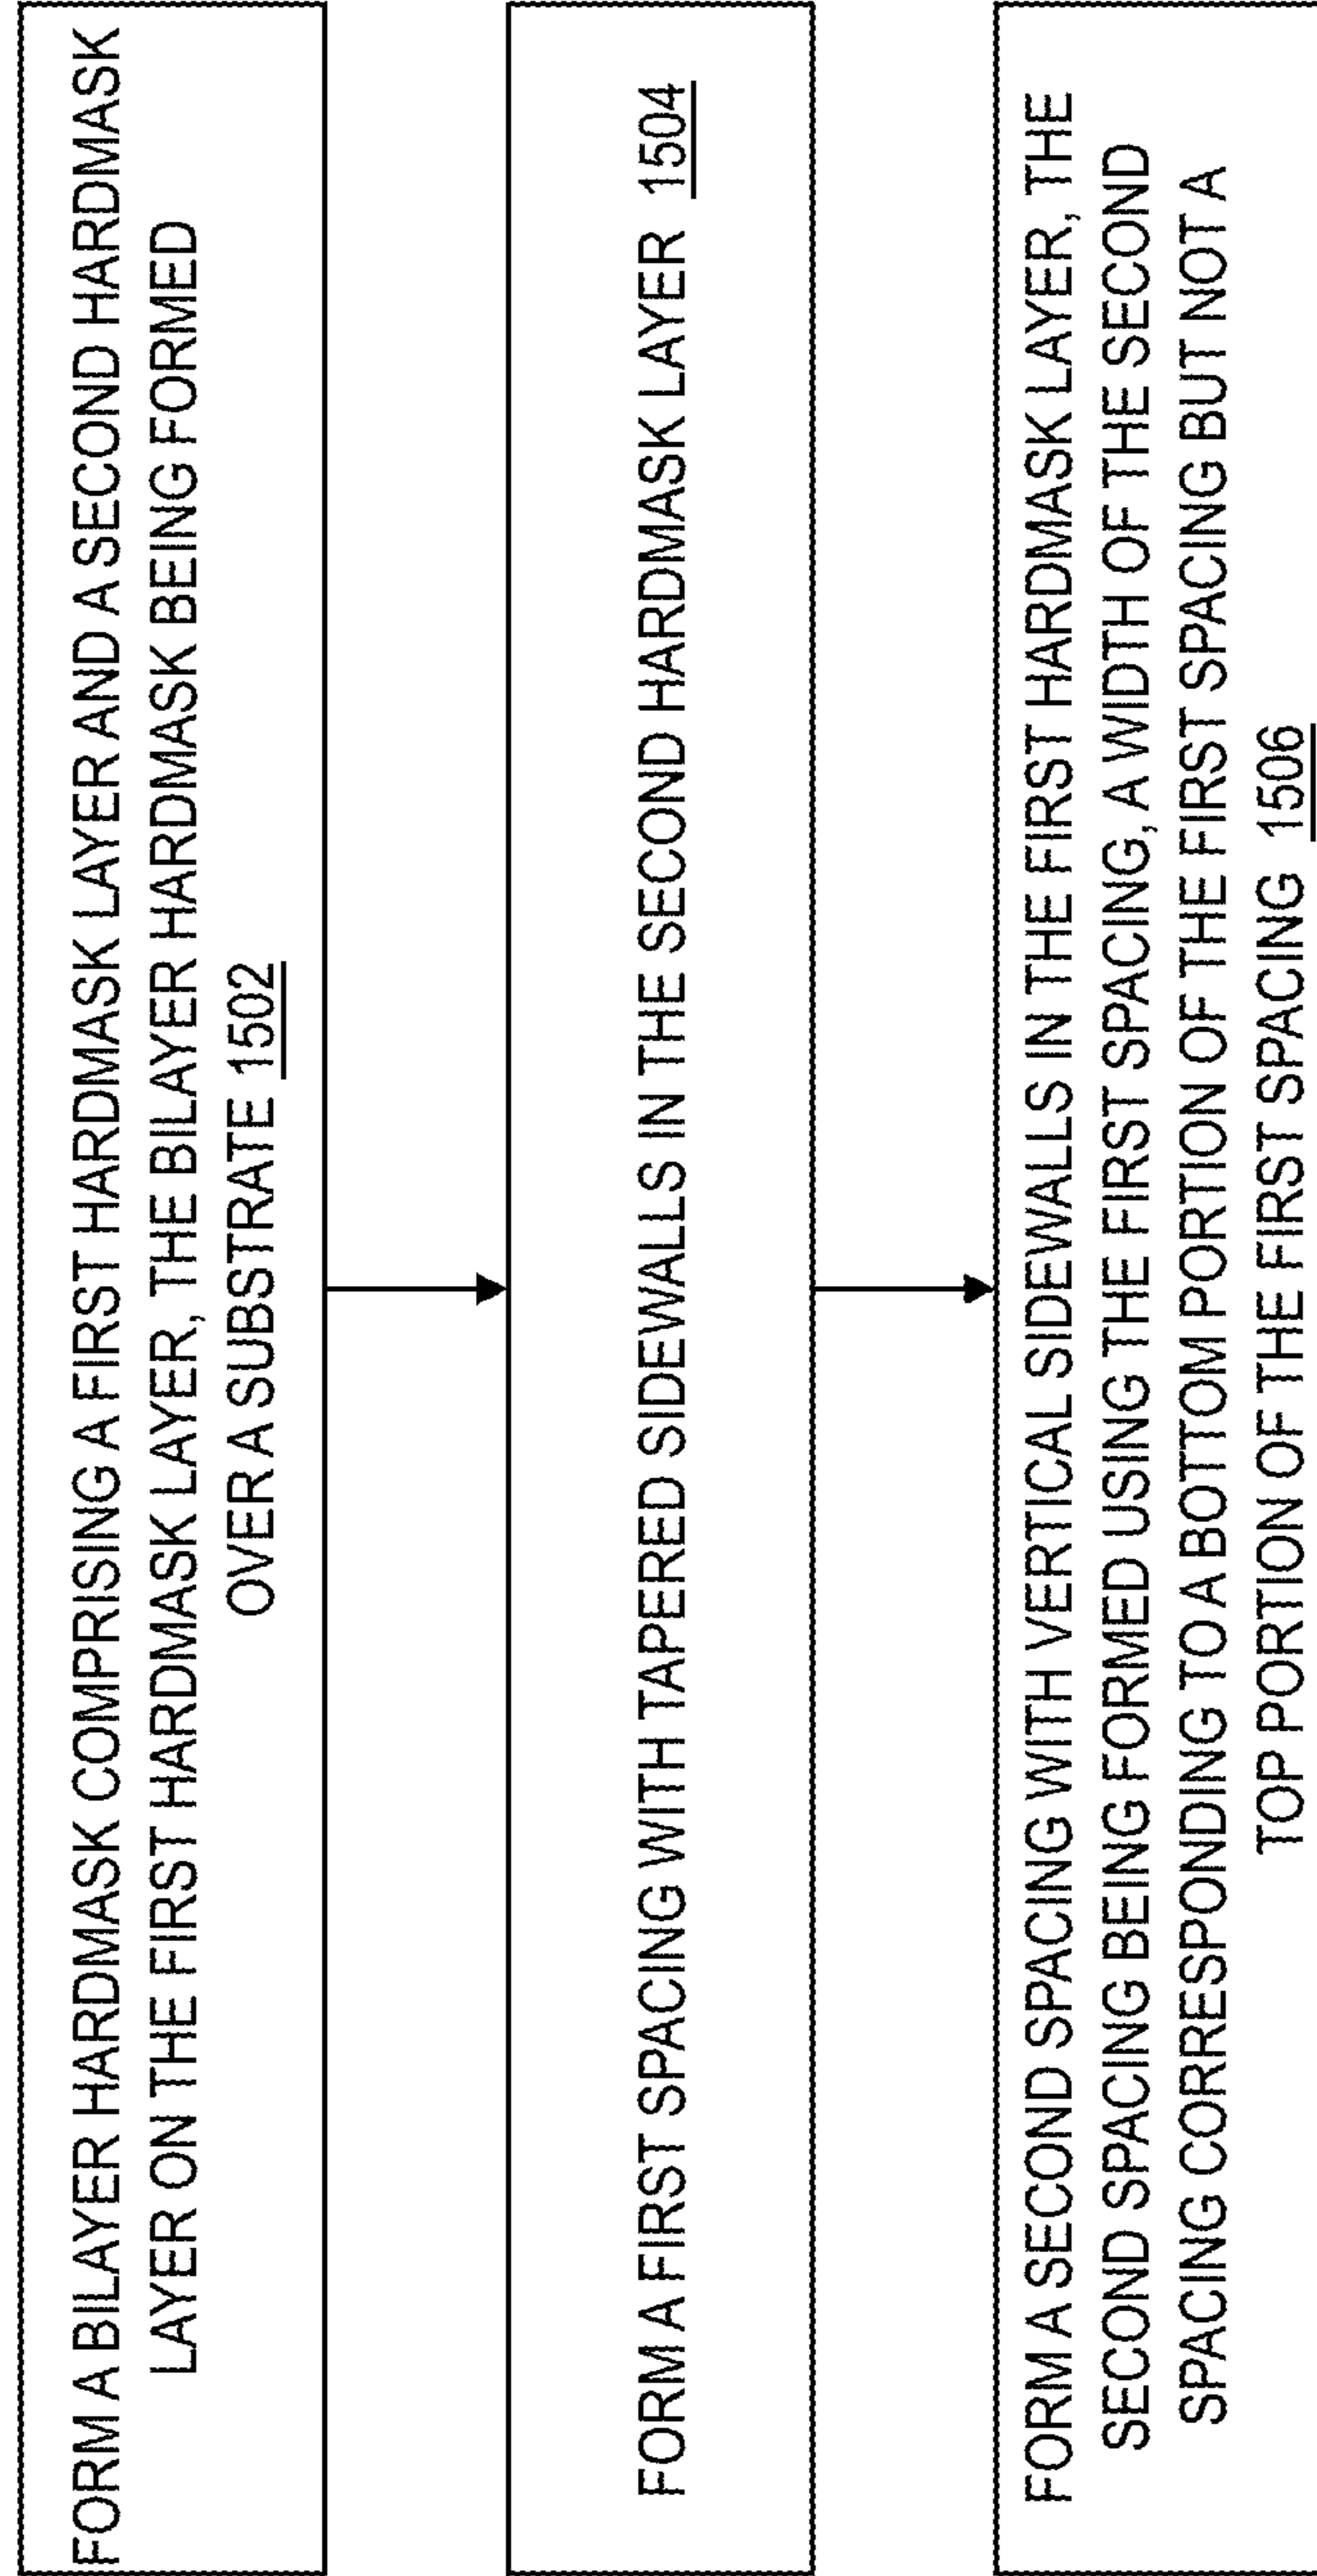 FORM A BILAYER HARDMASK COMPRISING A FIRST HARDMASK LAYER AND A SECOND HARDMASK
LAYER ON THE FIRST HARDMASK LAYER, THE BILAYER HARDMASK BEING FORMED
OVER A SUBSTRATE 1502
FORM A FIRST SPACING WITH TAPERED SIDEWALLS IN THE SECOND HARDMASK LAYER 1504
FORM A SECOND SPACING WITH VERTICAL SIDEWALLS IN THE FIRST HARDMASK LAYER, THE
SECOND SPACING BEING FORMED USING THE FIRST SPACING, A WIDTH OF THE SECOND
SPACING CORRESPONDING TO A BOTTOM PORTION OF THE FIRST SPACING BUT NOT A
TOP PORTION OF THE FIRST SPACING 1506